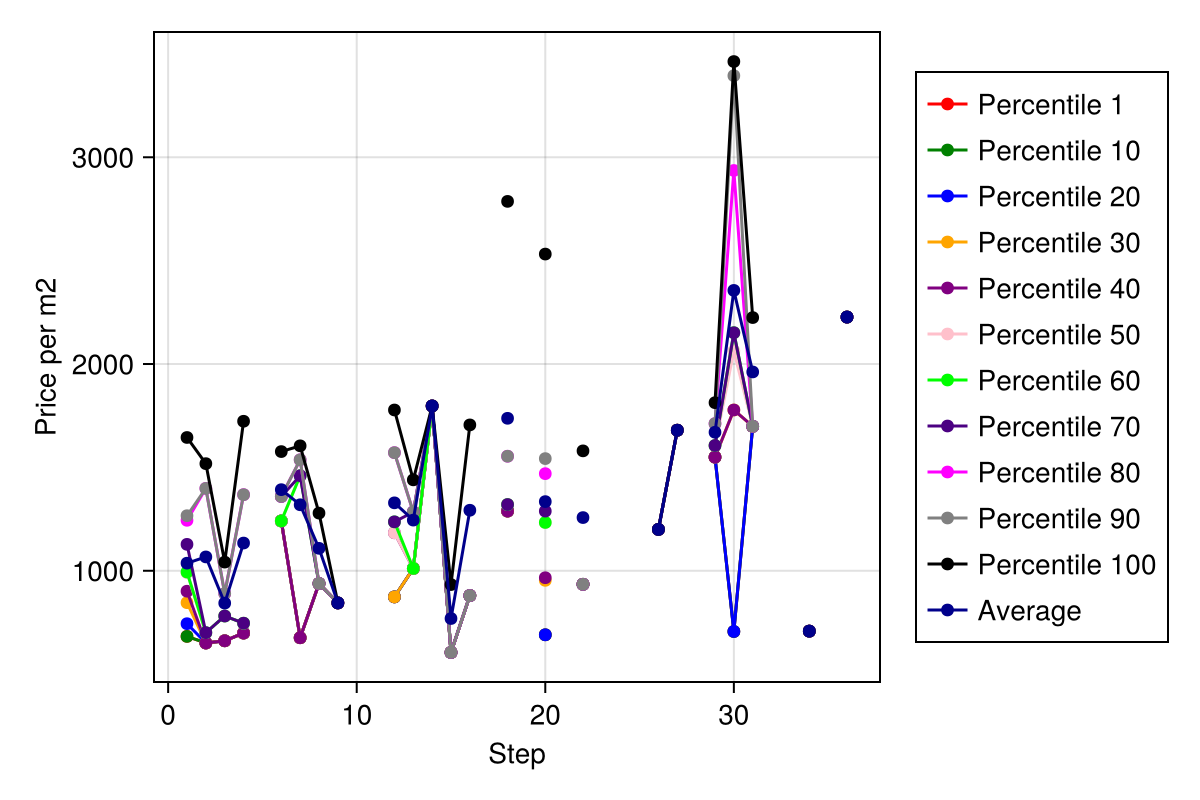 3000
2000
1000
Price per m2
0
10
20
30
Step
Percentile 1
Percentile 10
Percentile 20
Percentile 30
Percentile 40
Percentile 50
Percentile 60
Percentile 70
Percentile 80
Percentile 90
Percentile 100
Average